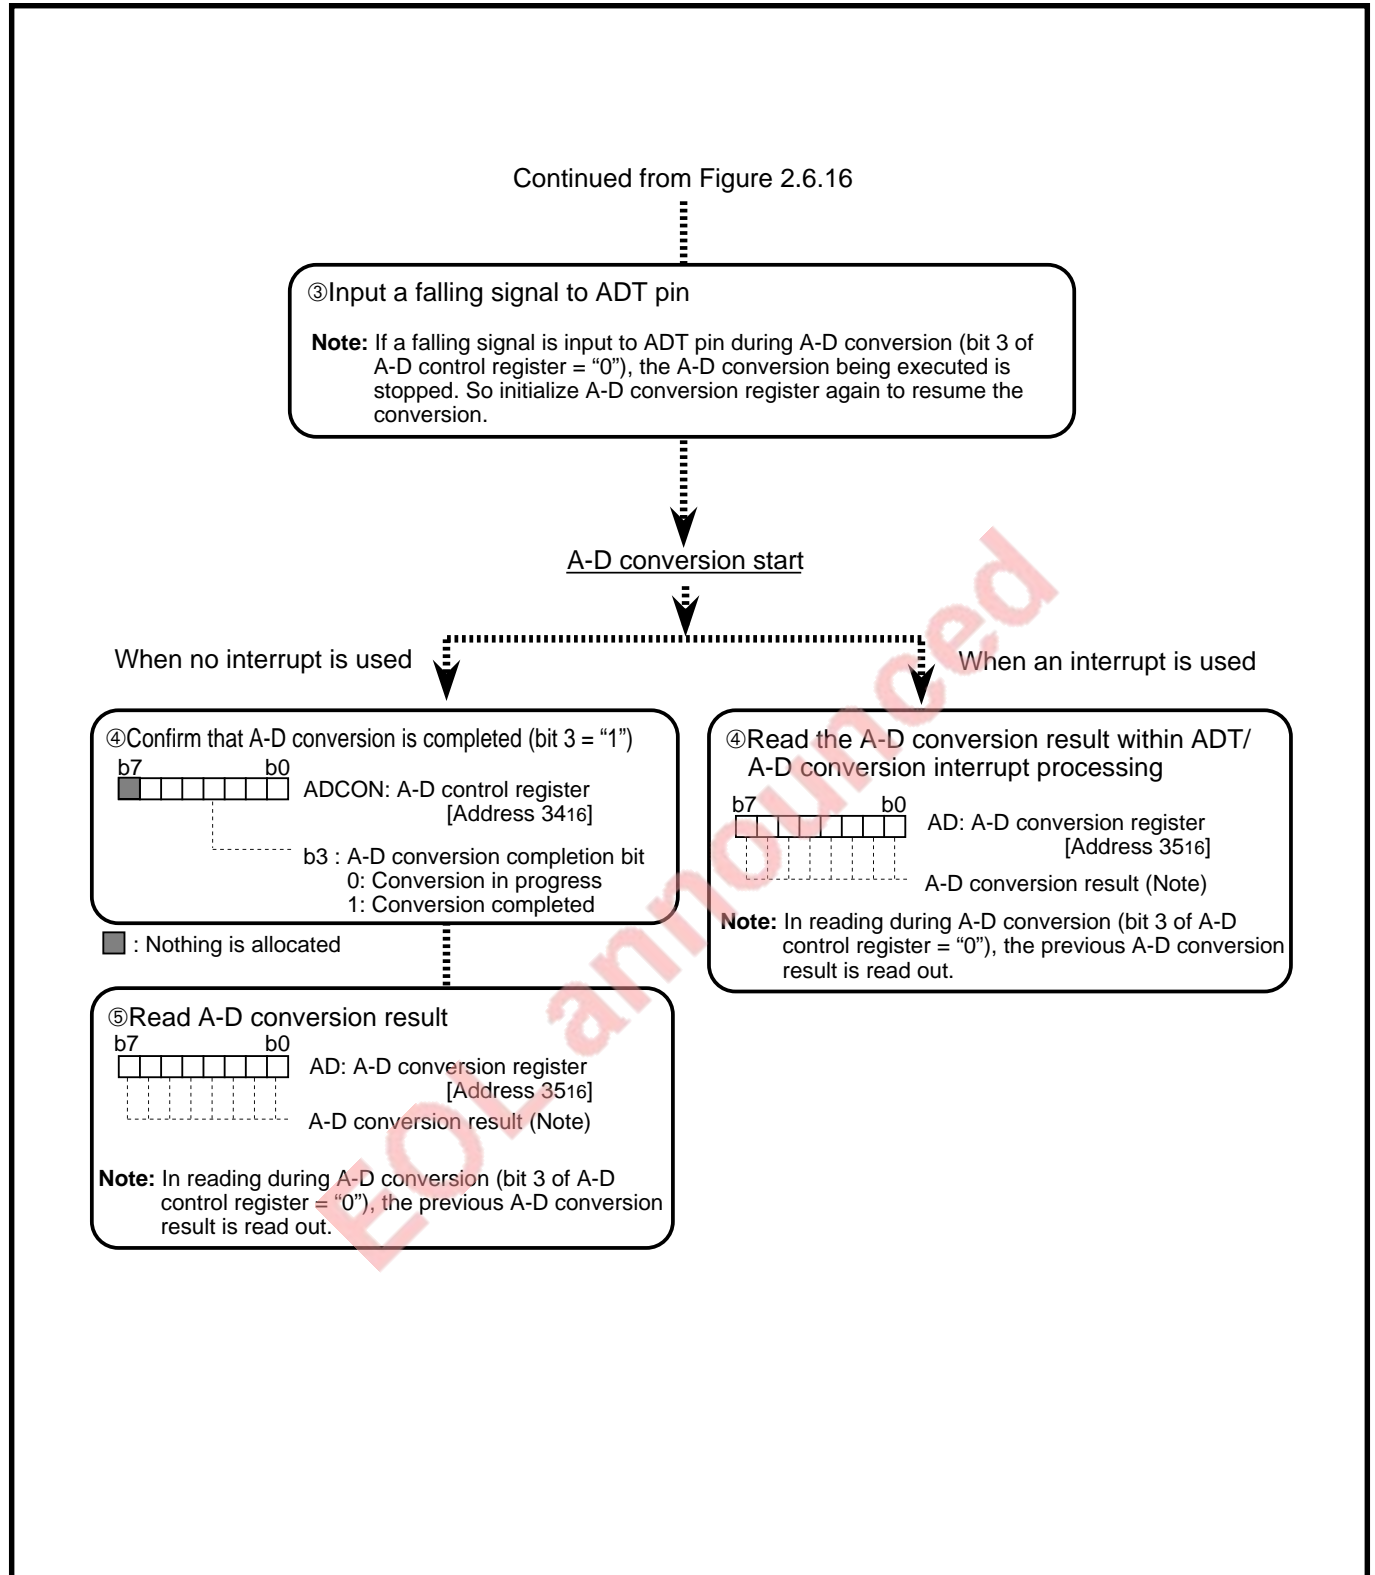 Continued from Figure 2.6.16
③Input a falling signal to ADT pin
Note: If a falling signal is input to ADT pin during A-D conversion (bit 3 of
A-D control register = “0”), the A-D conversion being executed is
stopped. So initialize A-D conversion register again to resume the
conversion.
A-D conversion start
When no interrupt is used
When an interrupt is used
④Confirm that A-D conversion is completed (bit 3 = “1”)
b7 b0
ADCON: A-D control register
[Address 3416]
b3 : A-D conversion completion bit
0: Conversion in progress
1: Conversion completed
: Nothing is allocated
⑤Read A-D conversion result
b7 b0
AD: A-D conversion register
[Address 3516]
A-D conversion result (Note)
Note: In reading during A-D conversion (bit 3 of A-D
control register = “0”), the previous A-D conversion
result is read out.
④Read the A-D conversion result within ADT/
A-D conversion interrupt processing
b7 b0
AD: A-D conversion register
[Address 3516]
A-D conversion result (Note)
Note: In reading during A-D conversion (bit 3 of A-D
control register = “0”), the previous A-D conversion
result is read out.
EOL announced